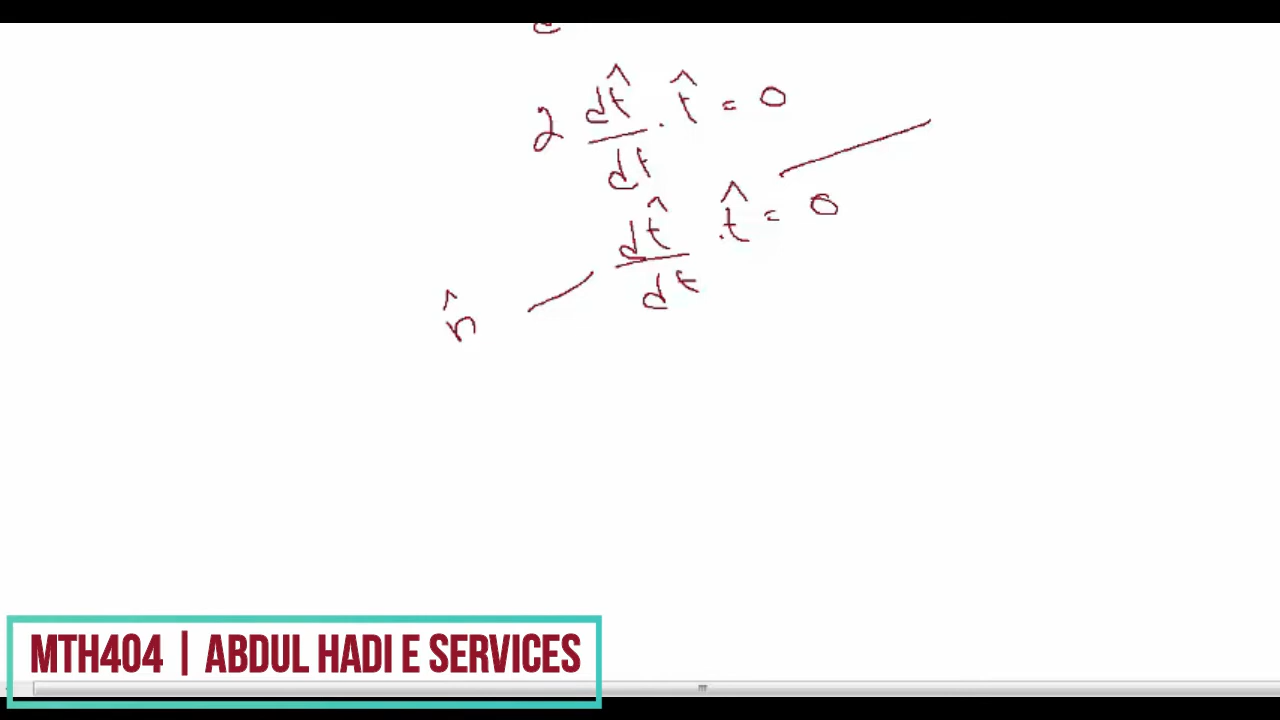 2 dt̂/dt . t̂ = 0
dt̂/dt . t̂ = 0
n̂
MTH404 | ABDUL HADI E SERVICES